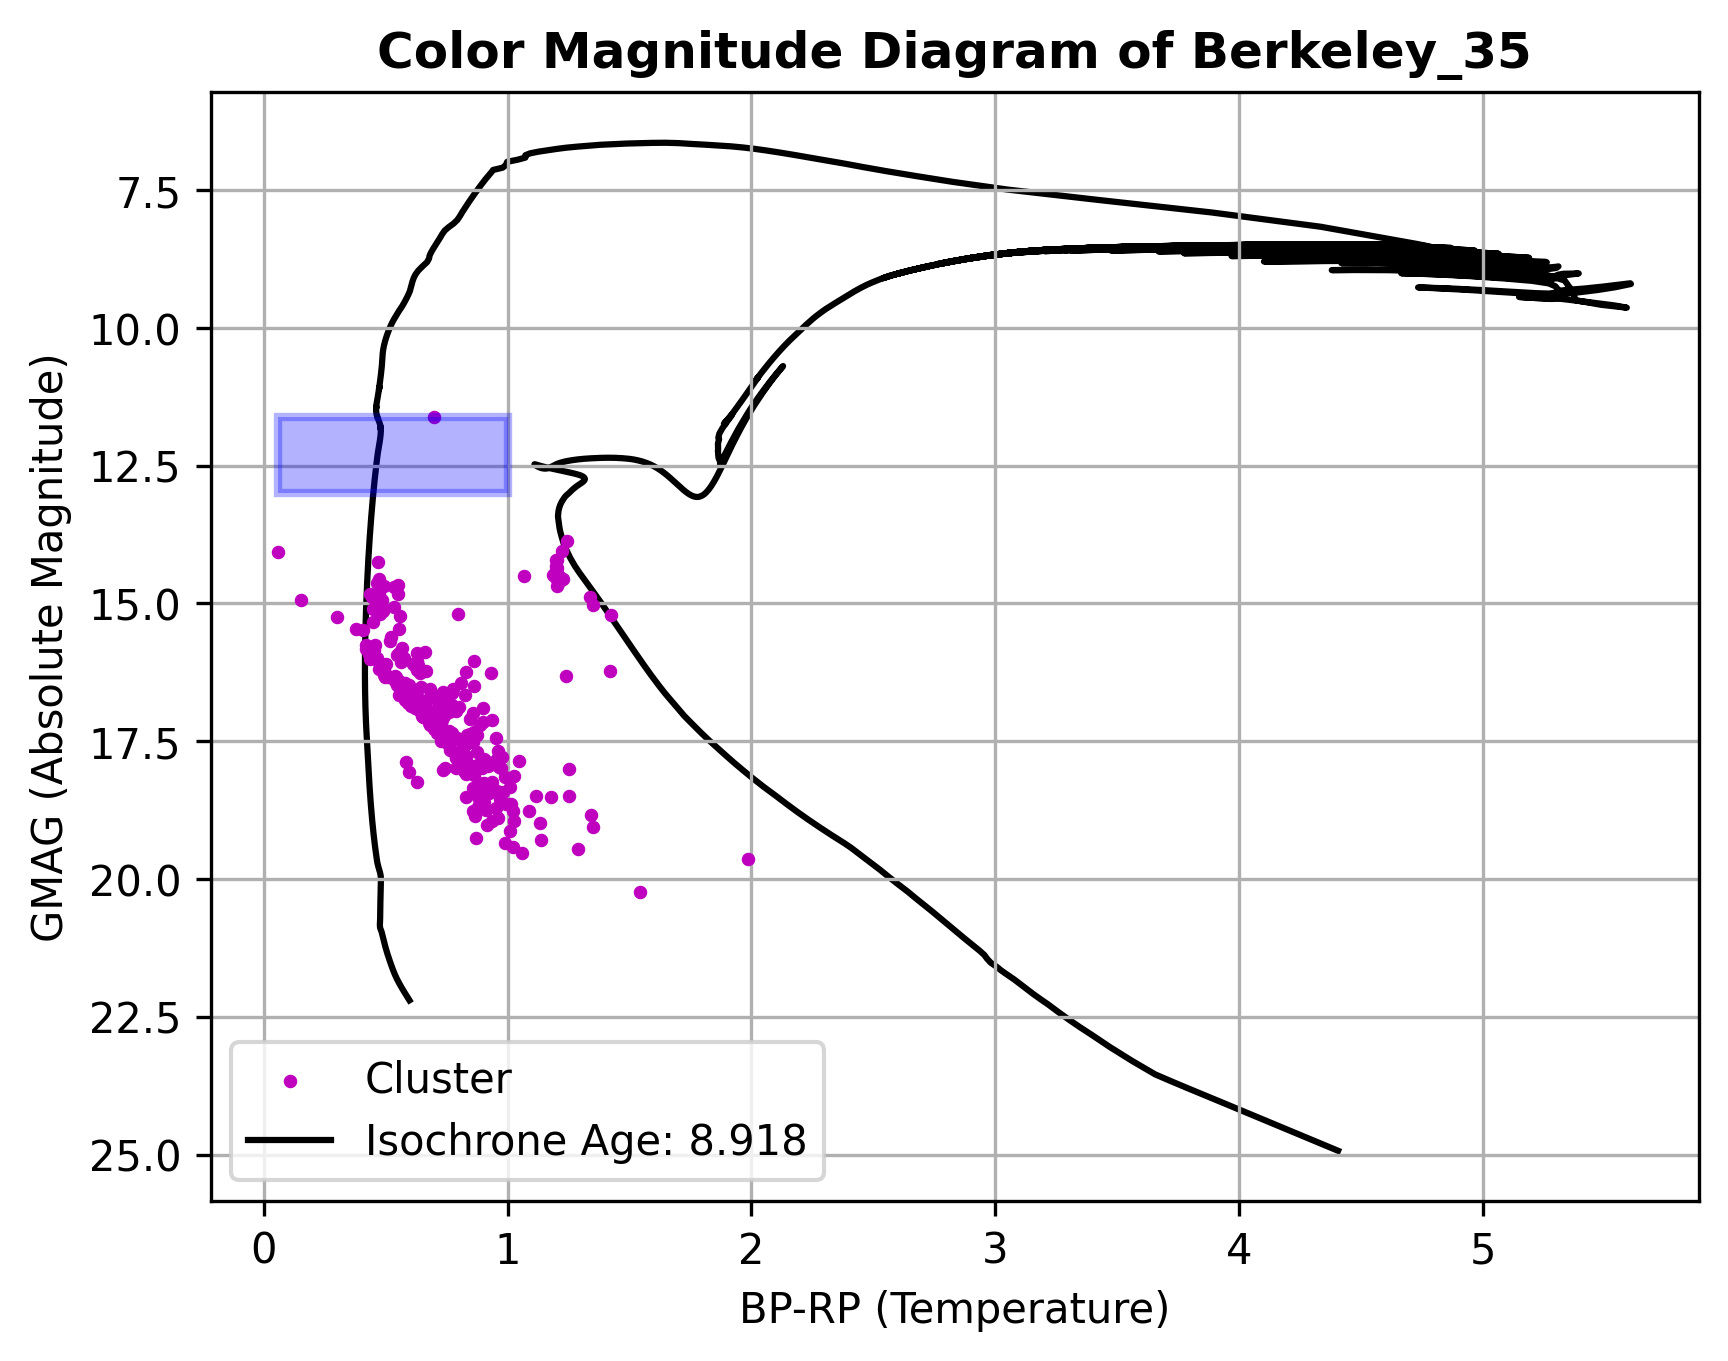 Color Magnitude Diagram of Berkeley_35
GMAG (Absolute Magnitude)
7.5
10.0
12.5
15.0
17.5
20.0
22.5
25.0
Cluster
Isochrone Age: 8.918
0 1 2 3 4 5
BP-RP (Temperature)